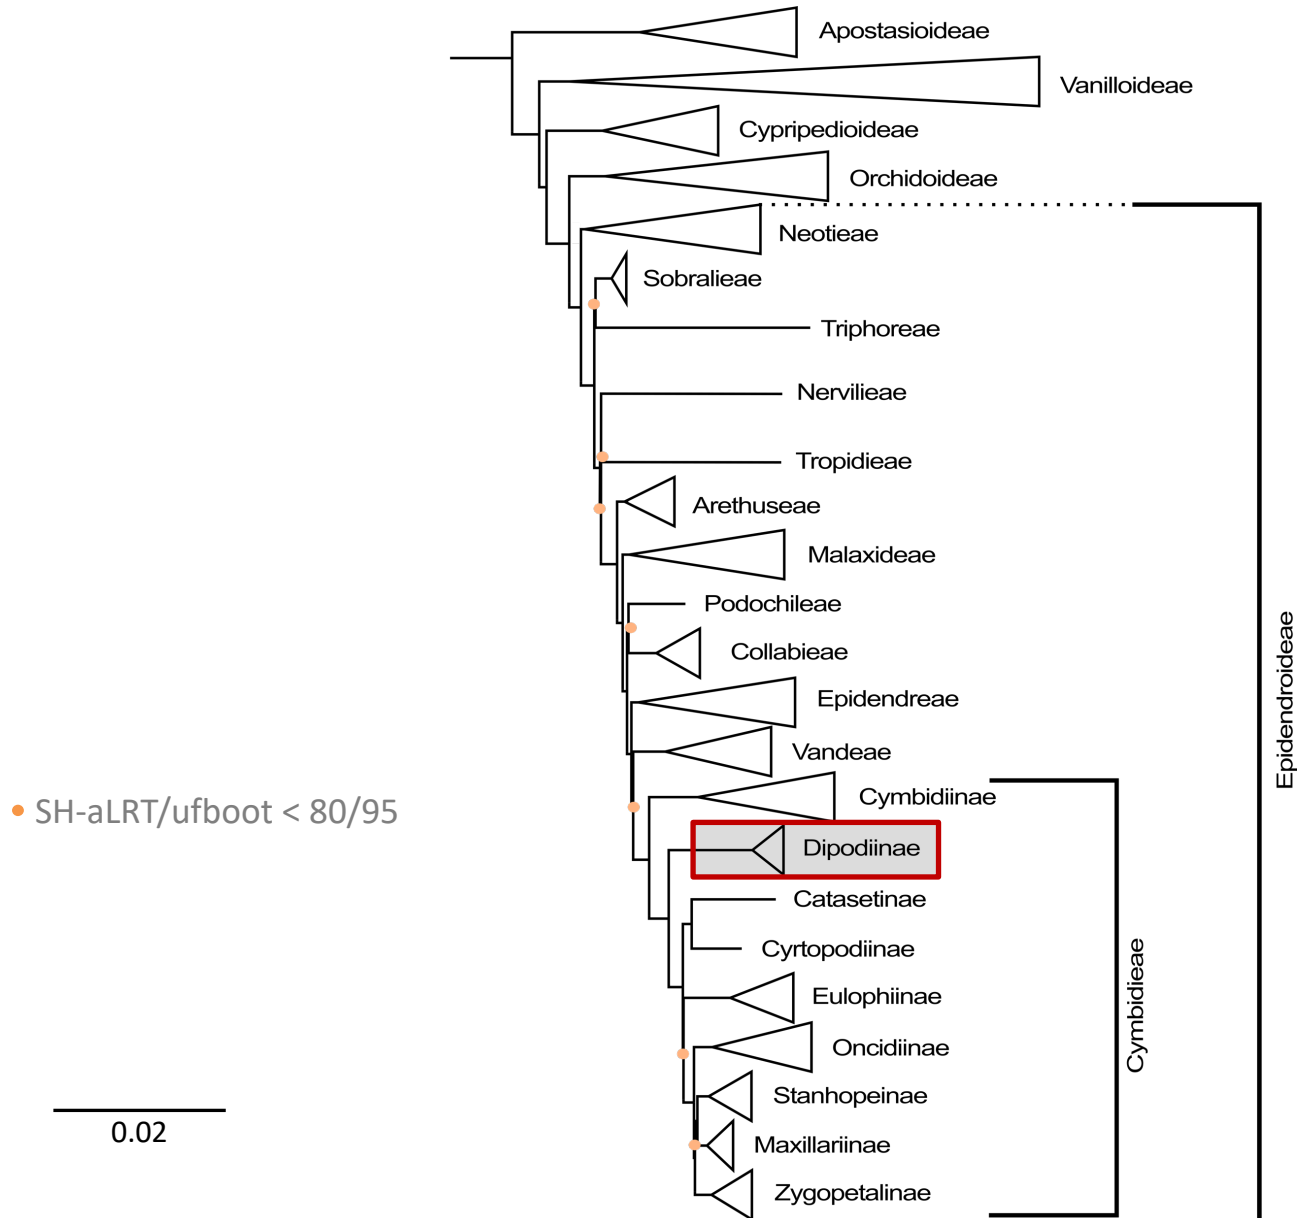 Apostasioideae
Vanilloideae
Cypripedioideae
Orchidoideae
Neotieae
Sobralieae
Triphoreae
Nervilieae
Tropidieae
Arethuseae
Malaxideae
Podochileae
Collabieae
Epidendreae
Vandeae
Cymbidiinae
Dipodiinae
Catasetinae
Cyrtopodiinae
Eulophiinae
Oncidiinae
Stanhopeinae
Maxillariinae
Zygopetalinae
Cymbidieae
Epidendroideae
SH-aLRT/ufboot < 80/95
0.02